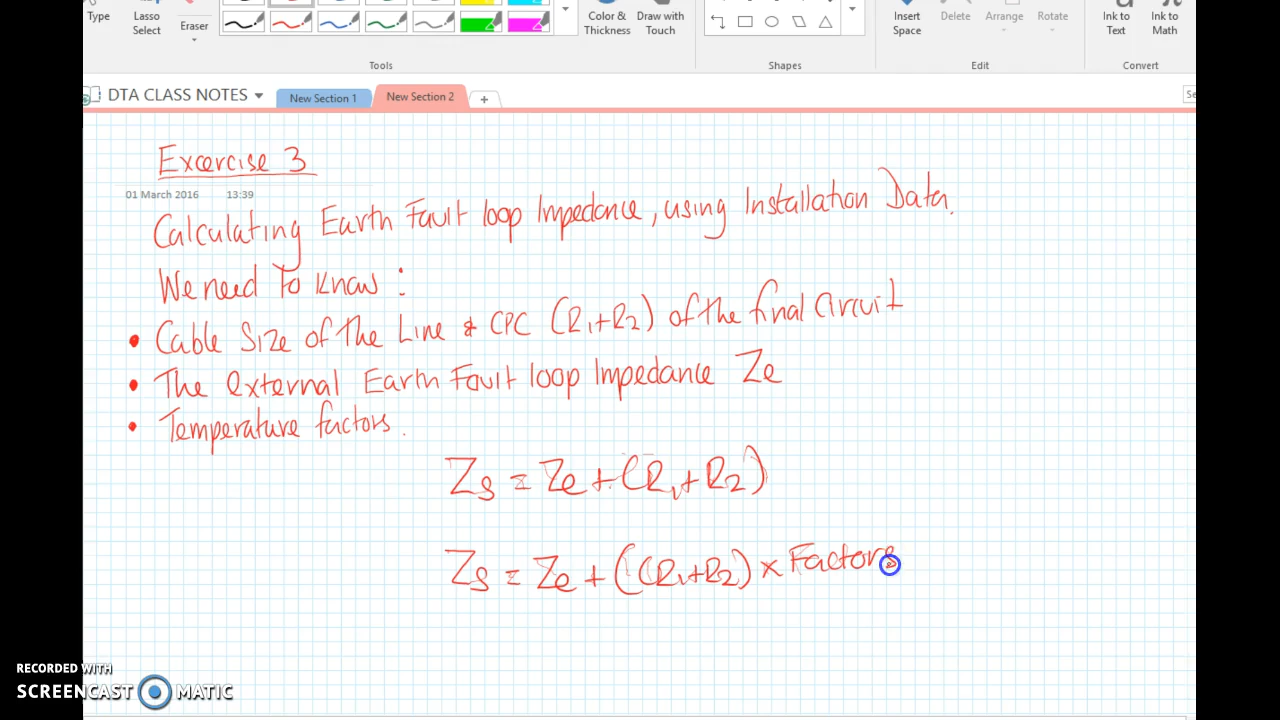 Type
Lasso Select
Eraser
Color & Thickness
Draw with Touch
Insert Space
Delete
Arrange
Rotate
Ink to Text
Ink to Math
Tools
Shapes
Edit
Convert
DTA CLASS NOTES
New Section 1
New Section 2
+
Se
Excercise 3
01 March 2016 13:39
Calculating Earth Fault loop Impedance, using Installation Data.
We need To Know :
• Cable Size of The Line & CPC (R1+R2) of the final Circuit
• The external Earth Fault loop Impedance Ze
• Temperature factors.
Zs = Ze + (R1+R2)
Zs = Ze + ((R1+R2) x Factors
RECORDED WITH
SCREENCAST MATIC